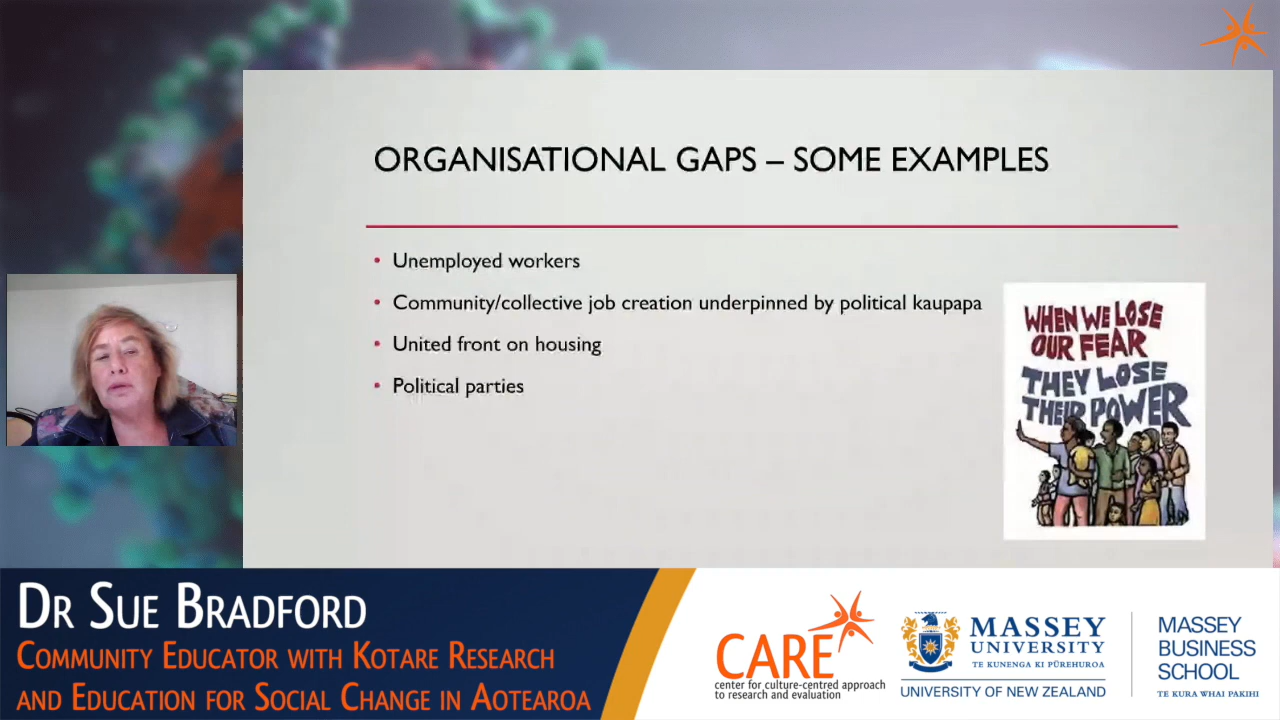 ORGANISATIONAL GAPS – SOME EXAMPLES
• Unemployed workers
• Community/collective job creation underpinned by political kaupapa
• United front on housing
• Political parties
WHEN WE LOSE
OUR FEAR
THEY LOSE
THEIR POWER
DR SUE BRADFORD
COMMUNITY EDUCATOR WITH KOTARE RESEARCH
AND EDUCATION FOR SOCIAL CHANGE IN AOTEAROA
CARE
center for culture-centred approach
to research and evaluation
MASSEY
UNIVERSITY
TE KUNENGA KI PŪREHUROA
UNIVERSITY OF NEW ZEALAND
MASSEY
BUSINESS
SCHOOL
TE KURA WHAI PAKIHI